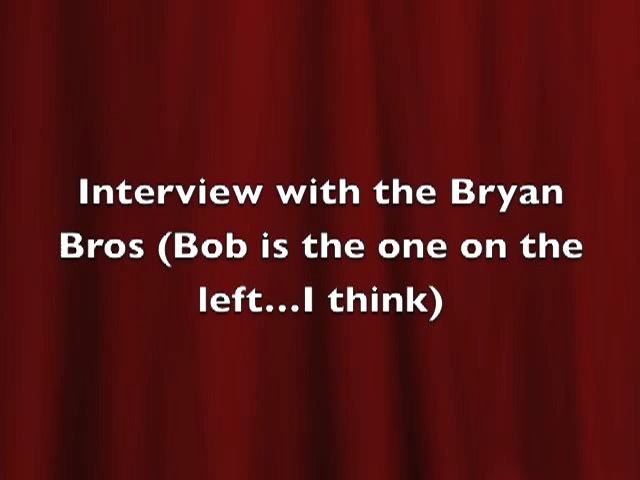 Interview with the Bryan
Bros (Bob is the one on the
left...I think)